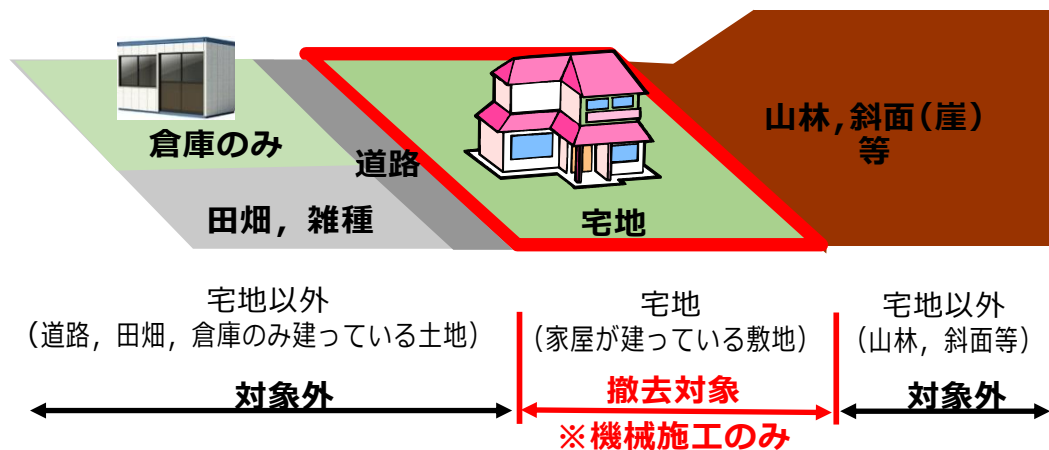 倉庫のみ
道路
田畑，雑種
宅地
山林，斜面（崖）
等
宅地以外
（道路，田畑，倉庫のみ建っている土地）
対象外
宅地
（家屋が建っている敷地）
撤去対象
※機械施工のみ
宅地以外
（山林，斜面等）
対象外